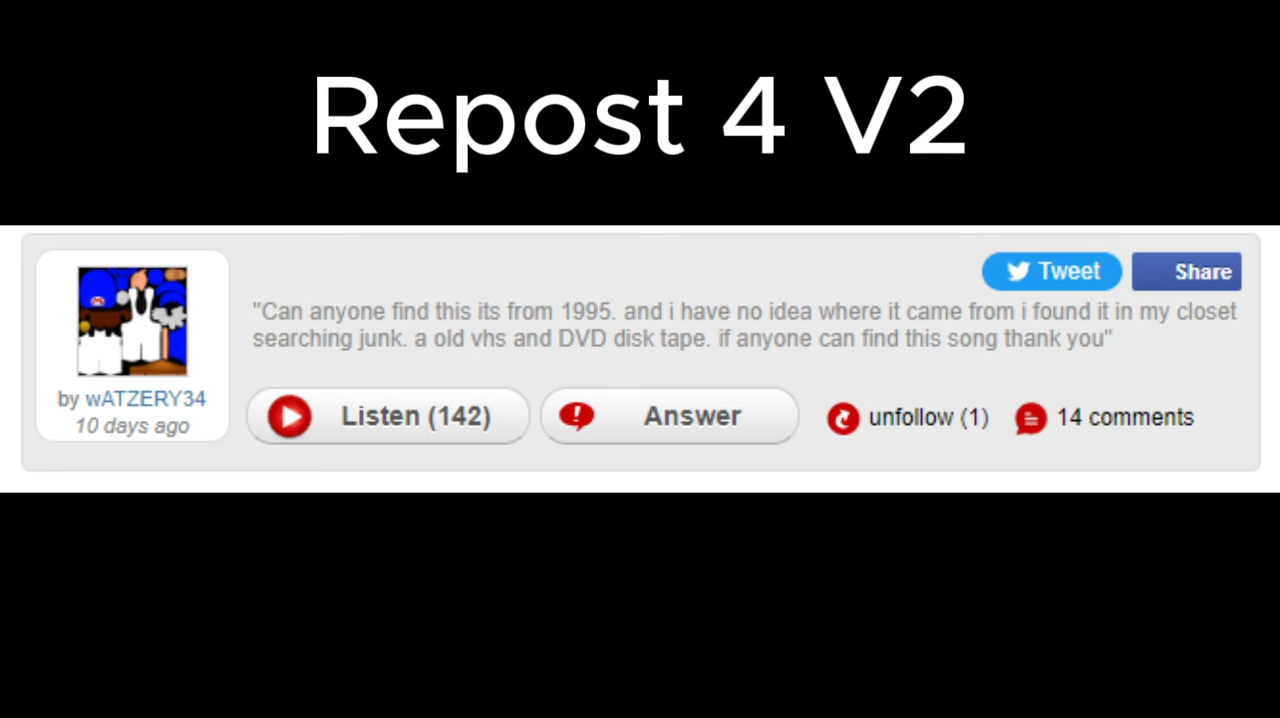 Repost 4 V2
Tweet
Share
"Can anyone find this its from 1995. and i have no idea where it came from i found it in my closet
searching junk. a old vhs and DVD disk tape. if anyone can find this song thank you"
by wATZERY34
10 days ago
Listen (142)
Answer
unfollow (1)
14 comments